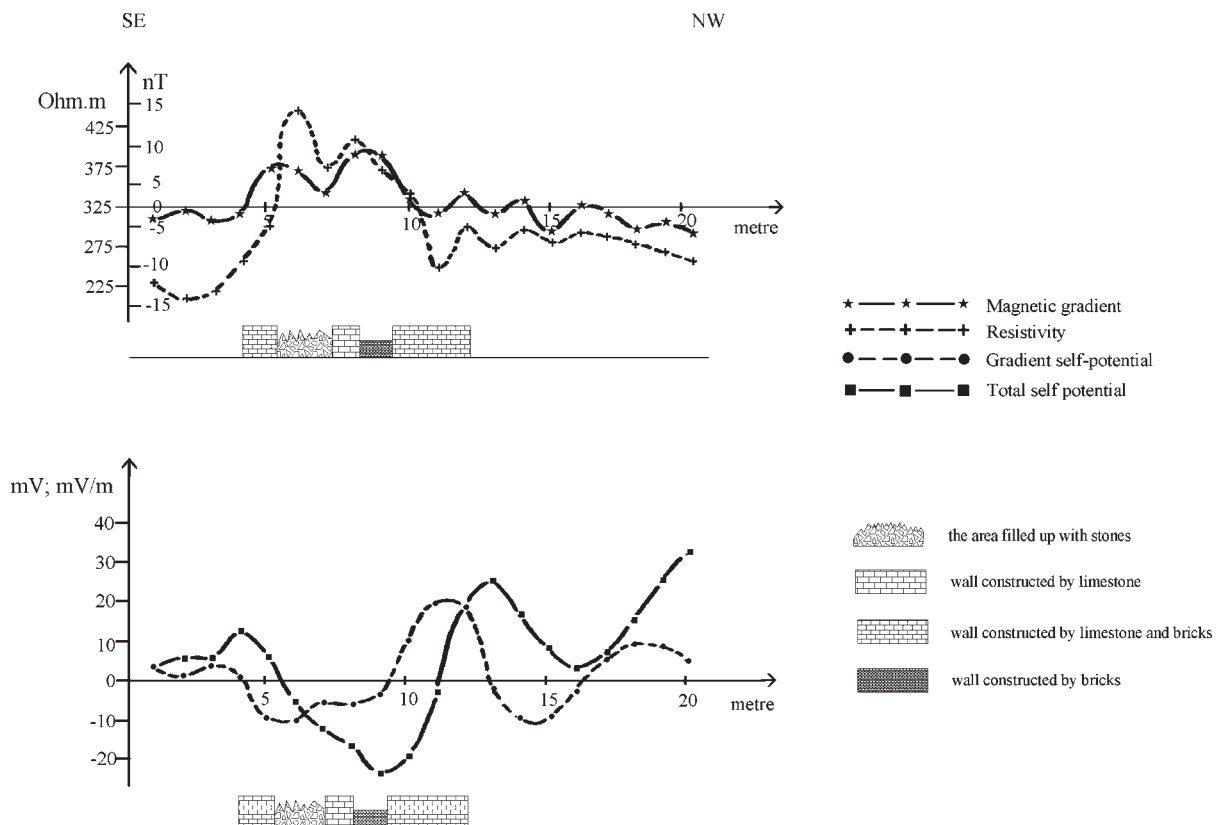 SE NW
nT
Ohm.m
15
425
10
375
5
325 0
5 10 15 20
-5
metre
275
-10
225
-15
Magnetic gradient
Resistivity
Gradient self-potential
Total self potential
mV; mV/m
40
30
20
10
0
5 10 15 20
metre
-10
-20
the area filled up with stones
wall constructed by limestone
wall constructed by limestone and bricks
wall constructed by bricks